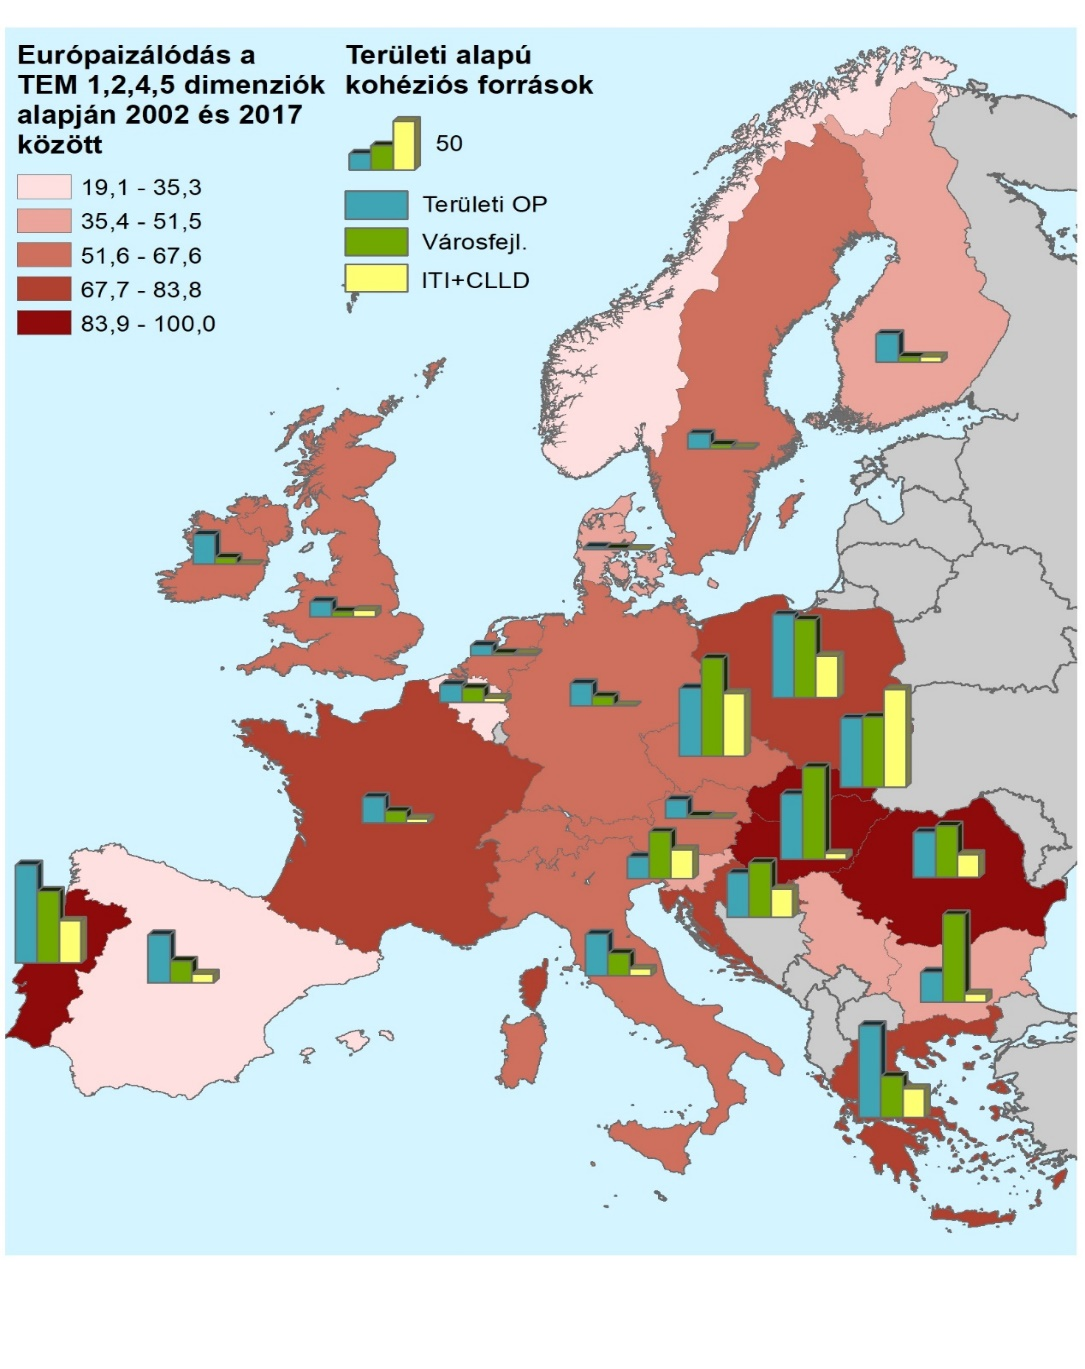 Európaizálódás a
TEM 1,2,4,5 dimenziók
alapján 2002 és 2017
között
19,1 - 35,3
35,4 - 51,5
51,6 - 67,6
67,7 - 83,8
83,9 - 100,0
Területi alapú
kohéziós források
50
Területi OP
Városfejl.
ITI+CLLD